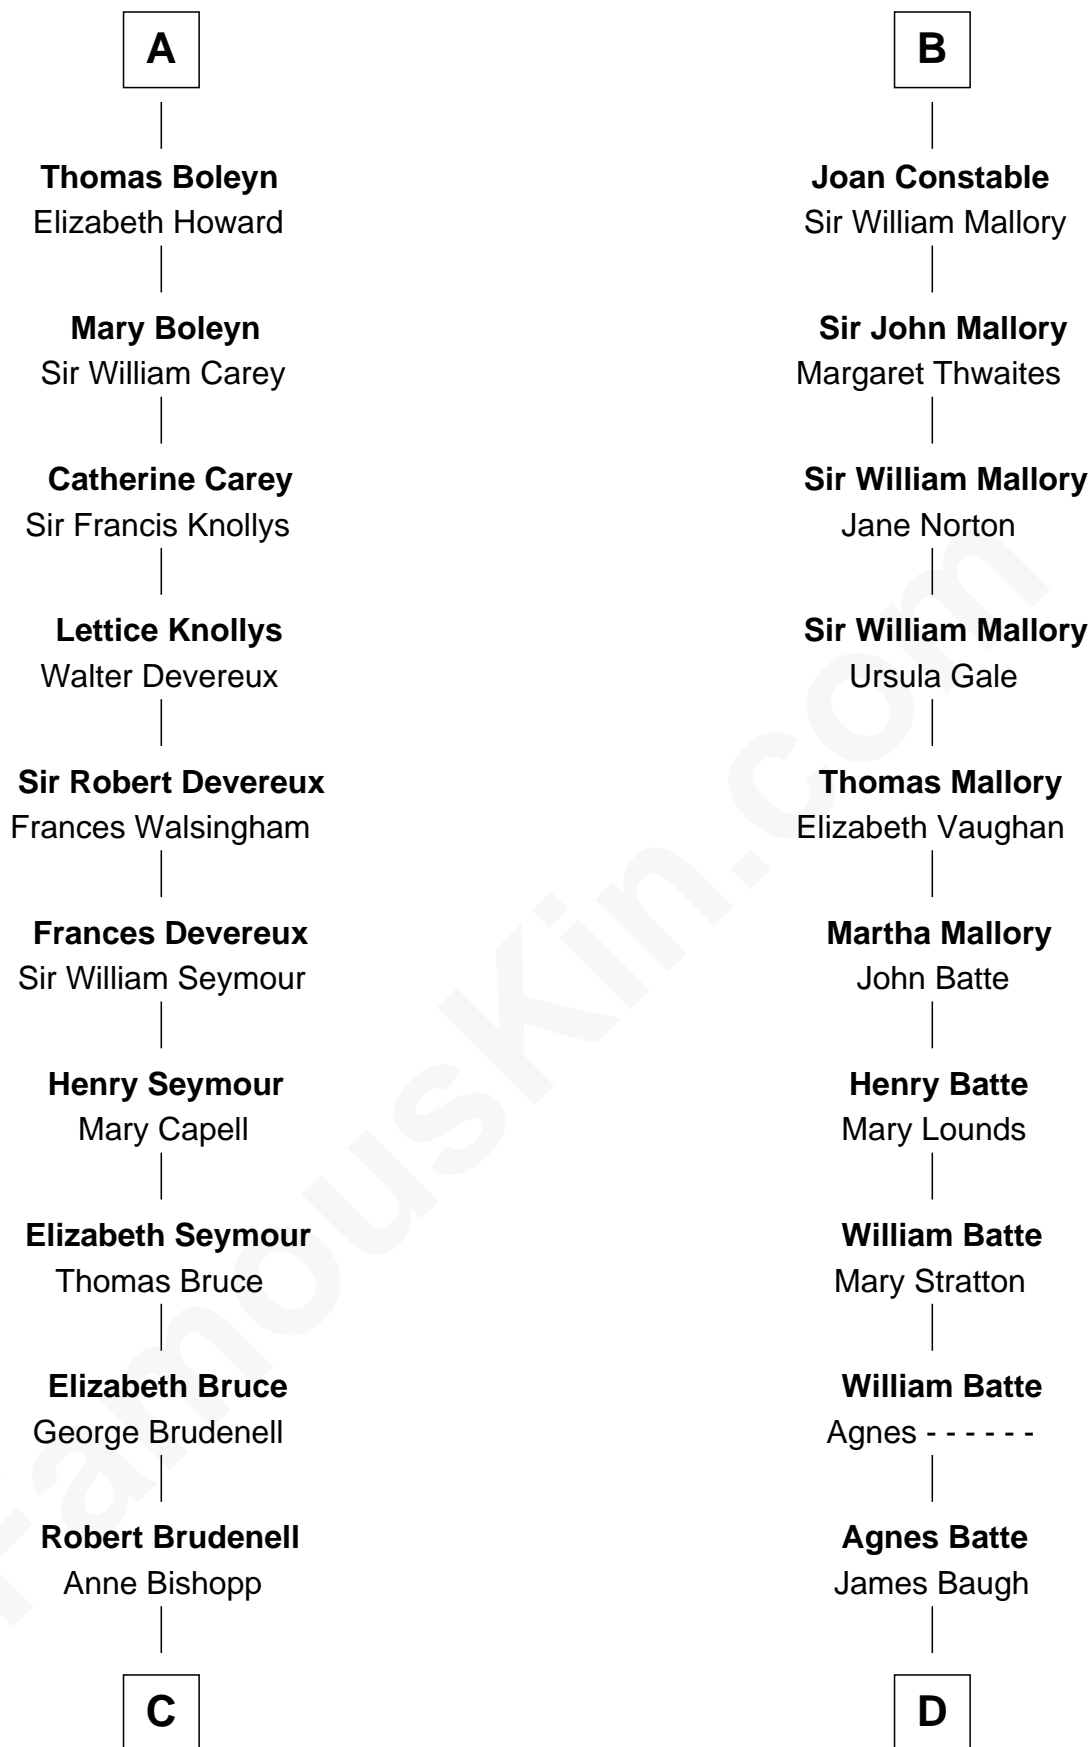 A
Thomas Boleyn
Elizabeth Howard
Mary Boleyn
Sir William Carey
Catherine Carey
Sir Francis Knollys
Lettice Knollys
Walter Devereux
Sir Robert Devereux
Frances Walsingham
Frances Devereux
Sir William Seymour
Henry Seymour
Mary Capell
Elizabeth Seymour
Thomas Bruce
Elizabeth Bruce
George Brudenell
Robert Brudenell
Anne Bishopp
C
B
Joan Constable
Sir William Mallory
Sir John Mallory
Margaret Thwaites
Sir William Mallory
Jane Norton
Sir William Mallory
Ursula Gale
Thomas Mallory
Elizabeth Vaughan
Martha Mallory
John Batte
Henry Batte
Mary Lounds
William Batte
Mary Stratton
William Batte
Agnes - - - - - -
Agnes Batte
James Baugh
D
FamousKin.com